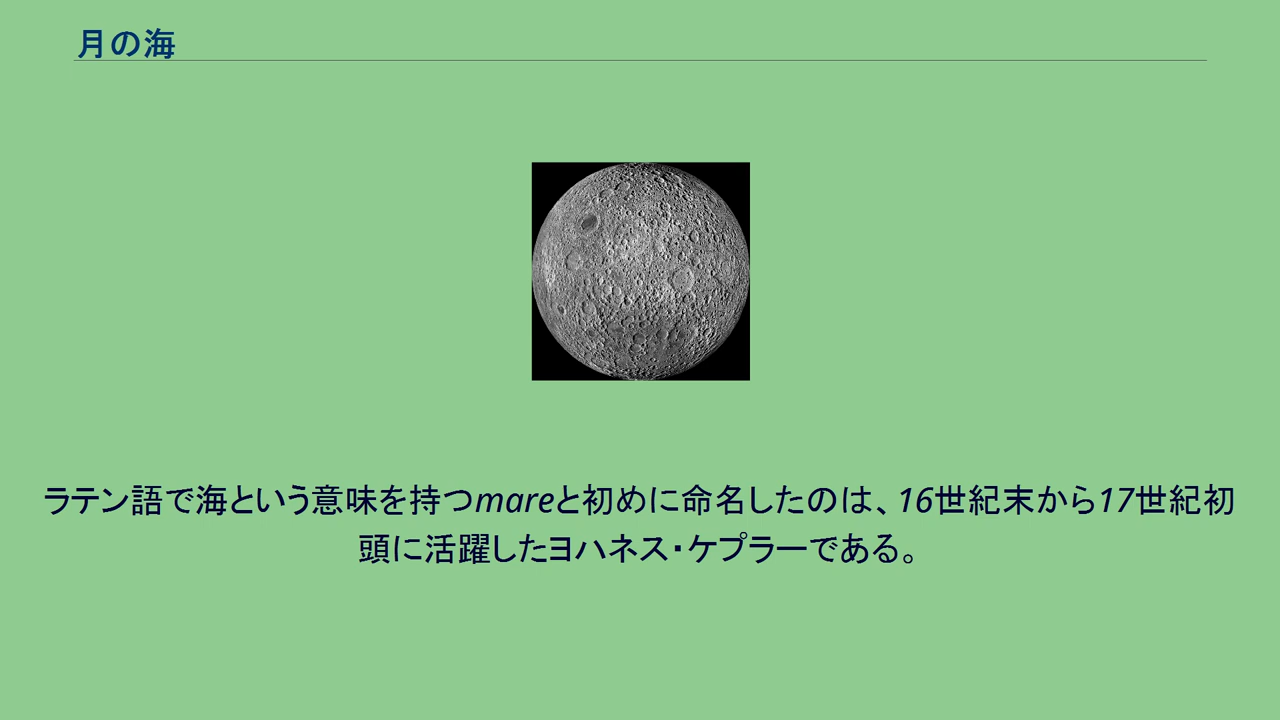 月の海
ラテン語で海という意味を持つmareと初めに命名したのは、16世紀末から17世紀初
頭に活躍したヨハネス・ケプラーである。